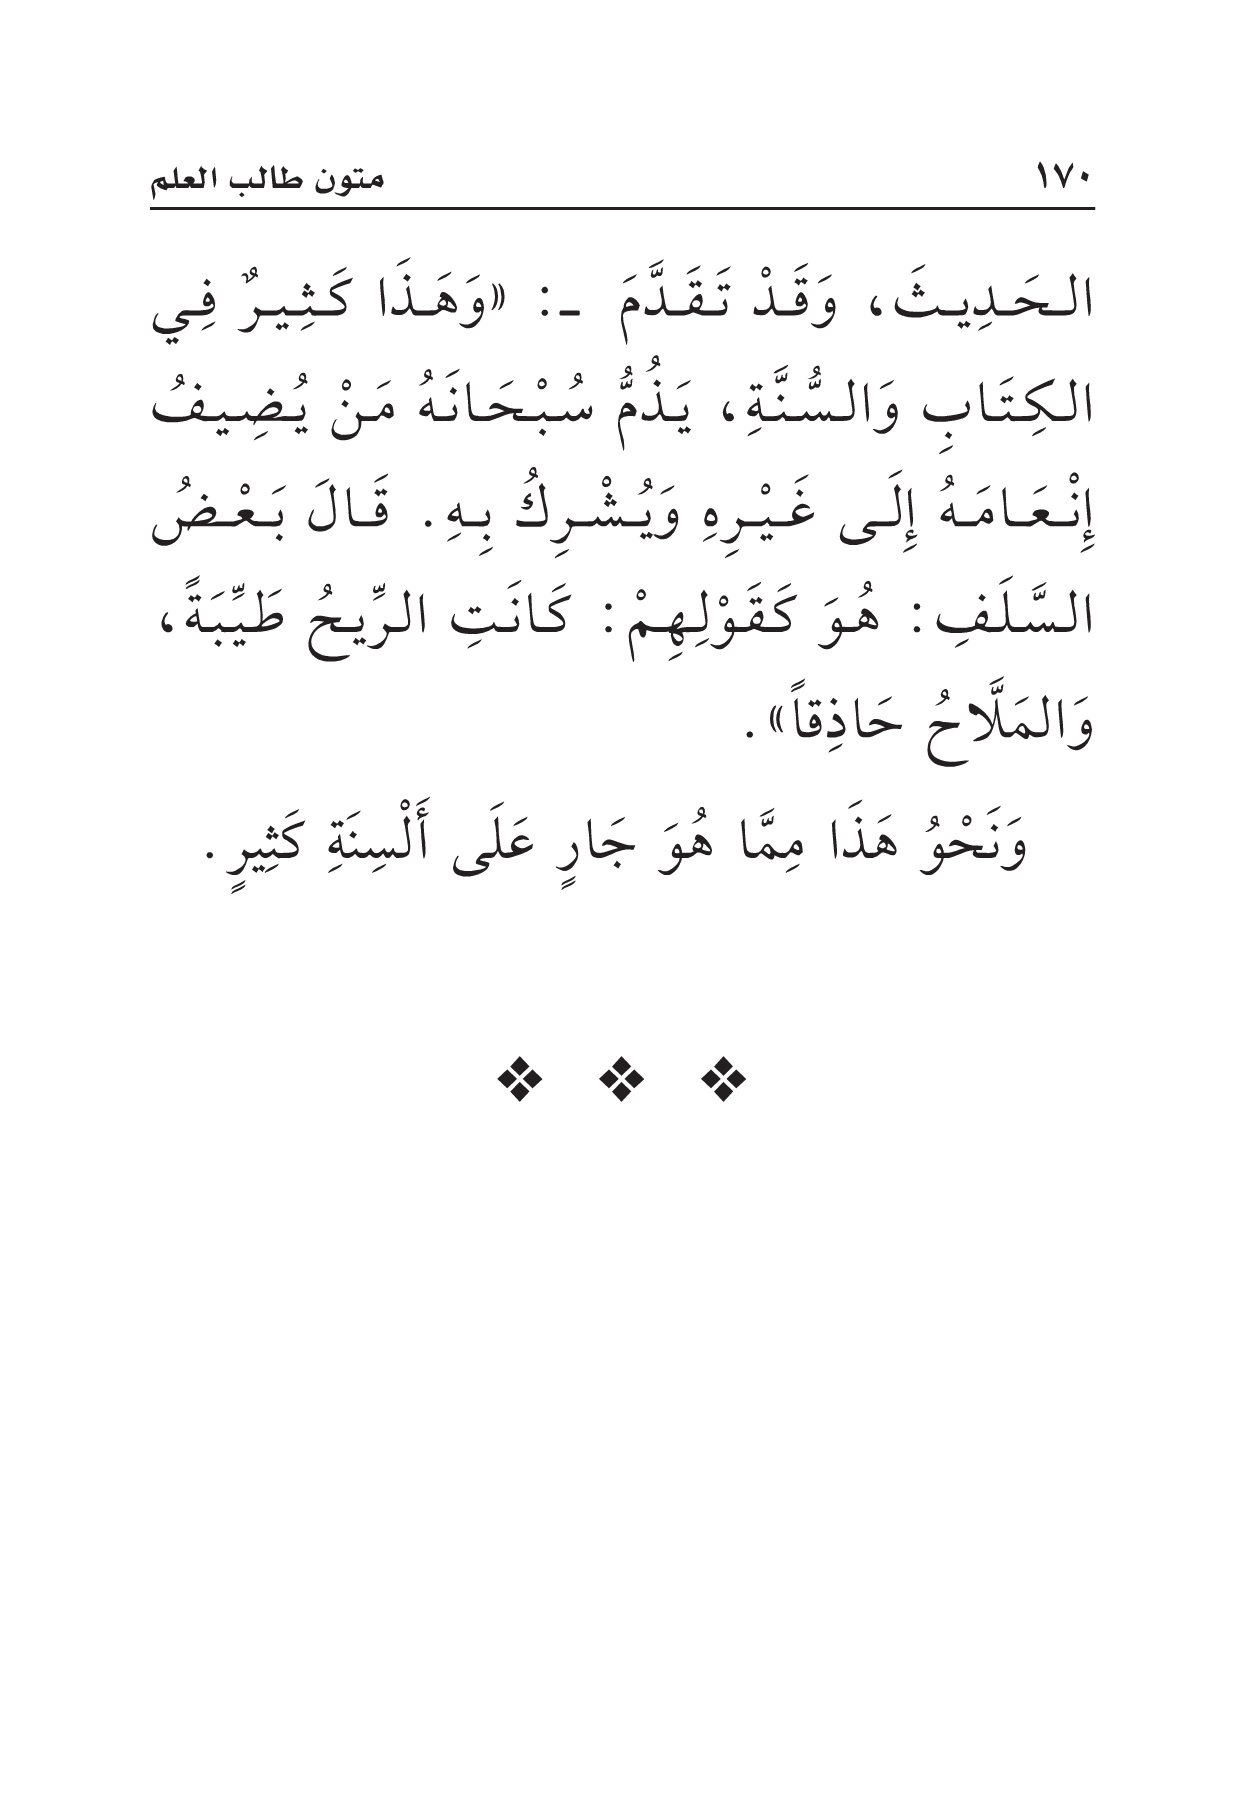 ١٧٠ متون طالب العلم
الحَدِيثَ، وَقَدْ تَقَدَّمَ ـ: «وَهَذَا كَثِيرٌ فِي
الكِتَابِ وَالسُّنَّةِ، يَذُمُّ سُبْحَانَهُ مَنْ يُضِيفُ
إِنْعَامَهُ إِلَى غَيْرِهِ وَيُشْرِكُ بِهِ. قَالَ بَعْضُ
السَّلَفِ: هُوَ كَقَوْلِهِمْ: كَانَتِ الرِّيحُ طَيِّبَةً،
وَالمَلَّاحُ حَاذِقاً».
وَنَحْوُ هَذَا مِمَّا هُوَ جَارٍ عَلَى أَلْسِنَةِ كَثِيرٍ.